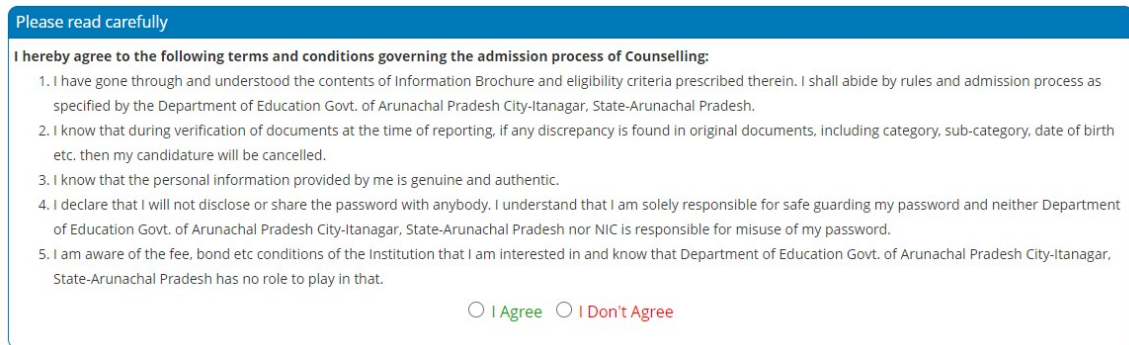 Please read carefully
I hereby agree to the following terms and conditions governing the admission process of Counselling:
1. I have gone through and understood the contents of Information Brochure and eligibility criteria prescribed therein. I shall abide by rules and admission process as
specified by the Department of Education Govt. of Arunachal Pradesh City-Itanagar, State-Arunachal Pradesh.
2. I know that during verification of documents at the time of reporting, if any discrepancy is found in original documents, including category, sub-category, date of birth
etc. then my candidature will be cancelled.
3. I know that the personal information provided by me is genuine and authentic.
4. I declare that I will not disclose or share the password with anybody. I understand that I am solely responsible for safe guarding my password and neither Department
of Education Govt. of Arunachal Pradesh City-Itanagar, State-Arunachal Pradesh nor NIC is responsible for misuse of my password.
5. I am aware of the fee, bond etc conditions of the Institution that I am interested in and know that Department of Education Govt. of Arunachal Pradesh City-Itanagar,
State-Arunachal Pradesh has no role to play in that.
I Agree I Don't Agree